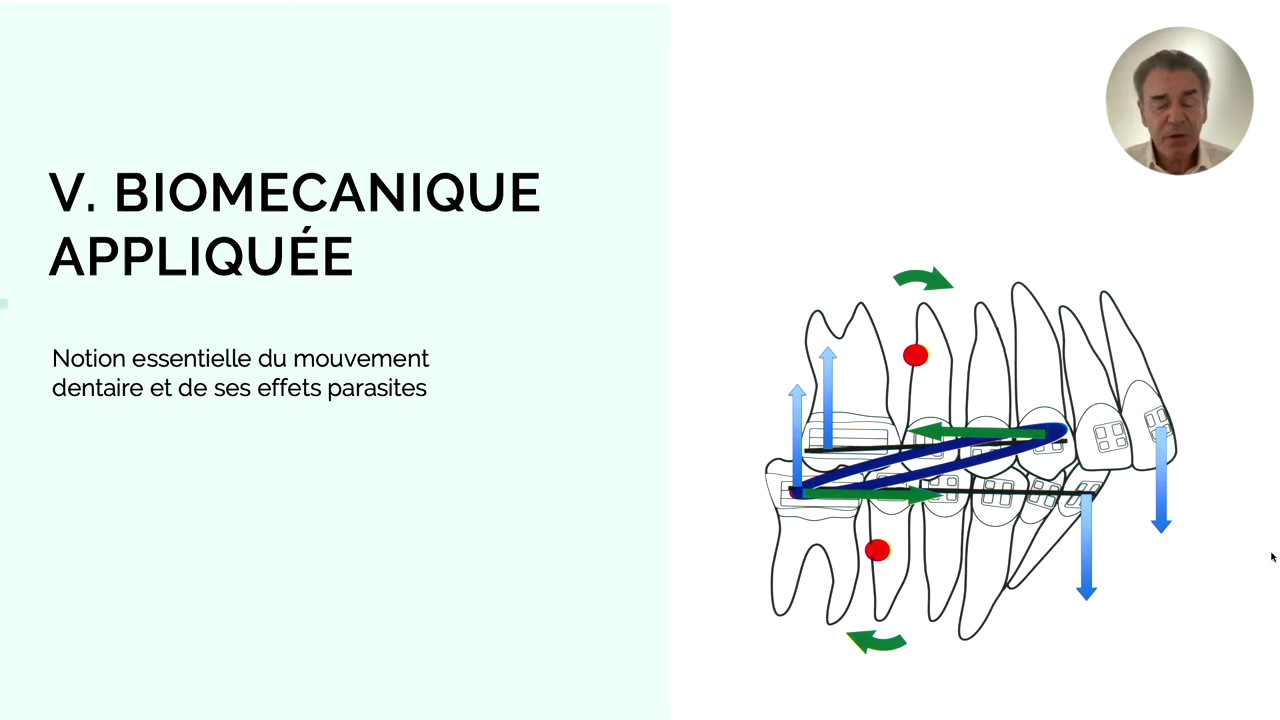 V. BIOMECANIQUE
APPLIQUÉE
Notion essentielle du mouvement
dentaire et de ses effets parasites